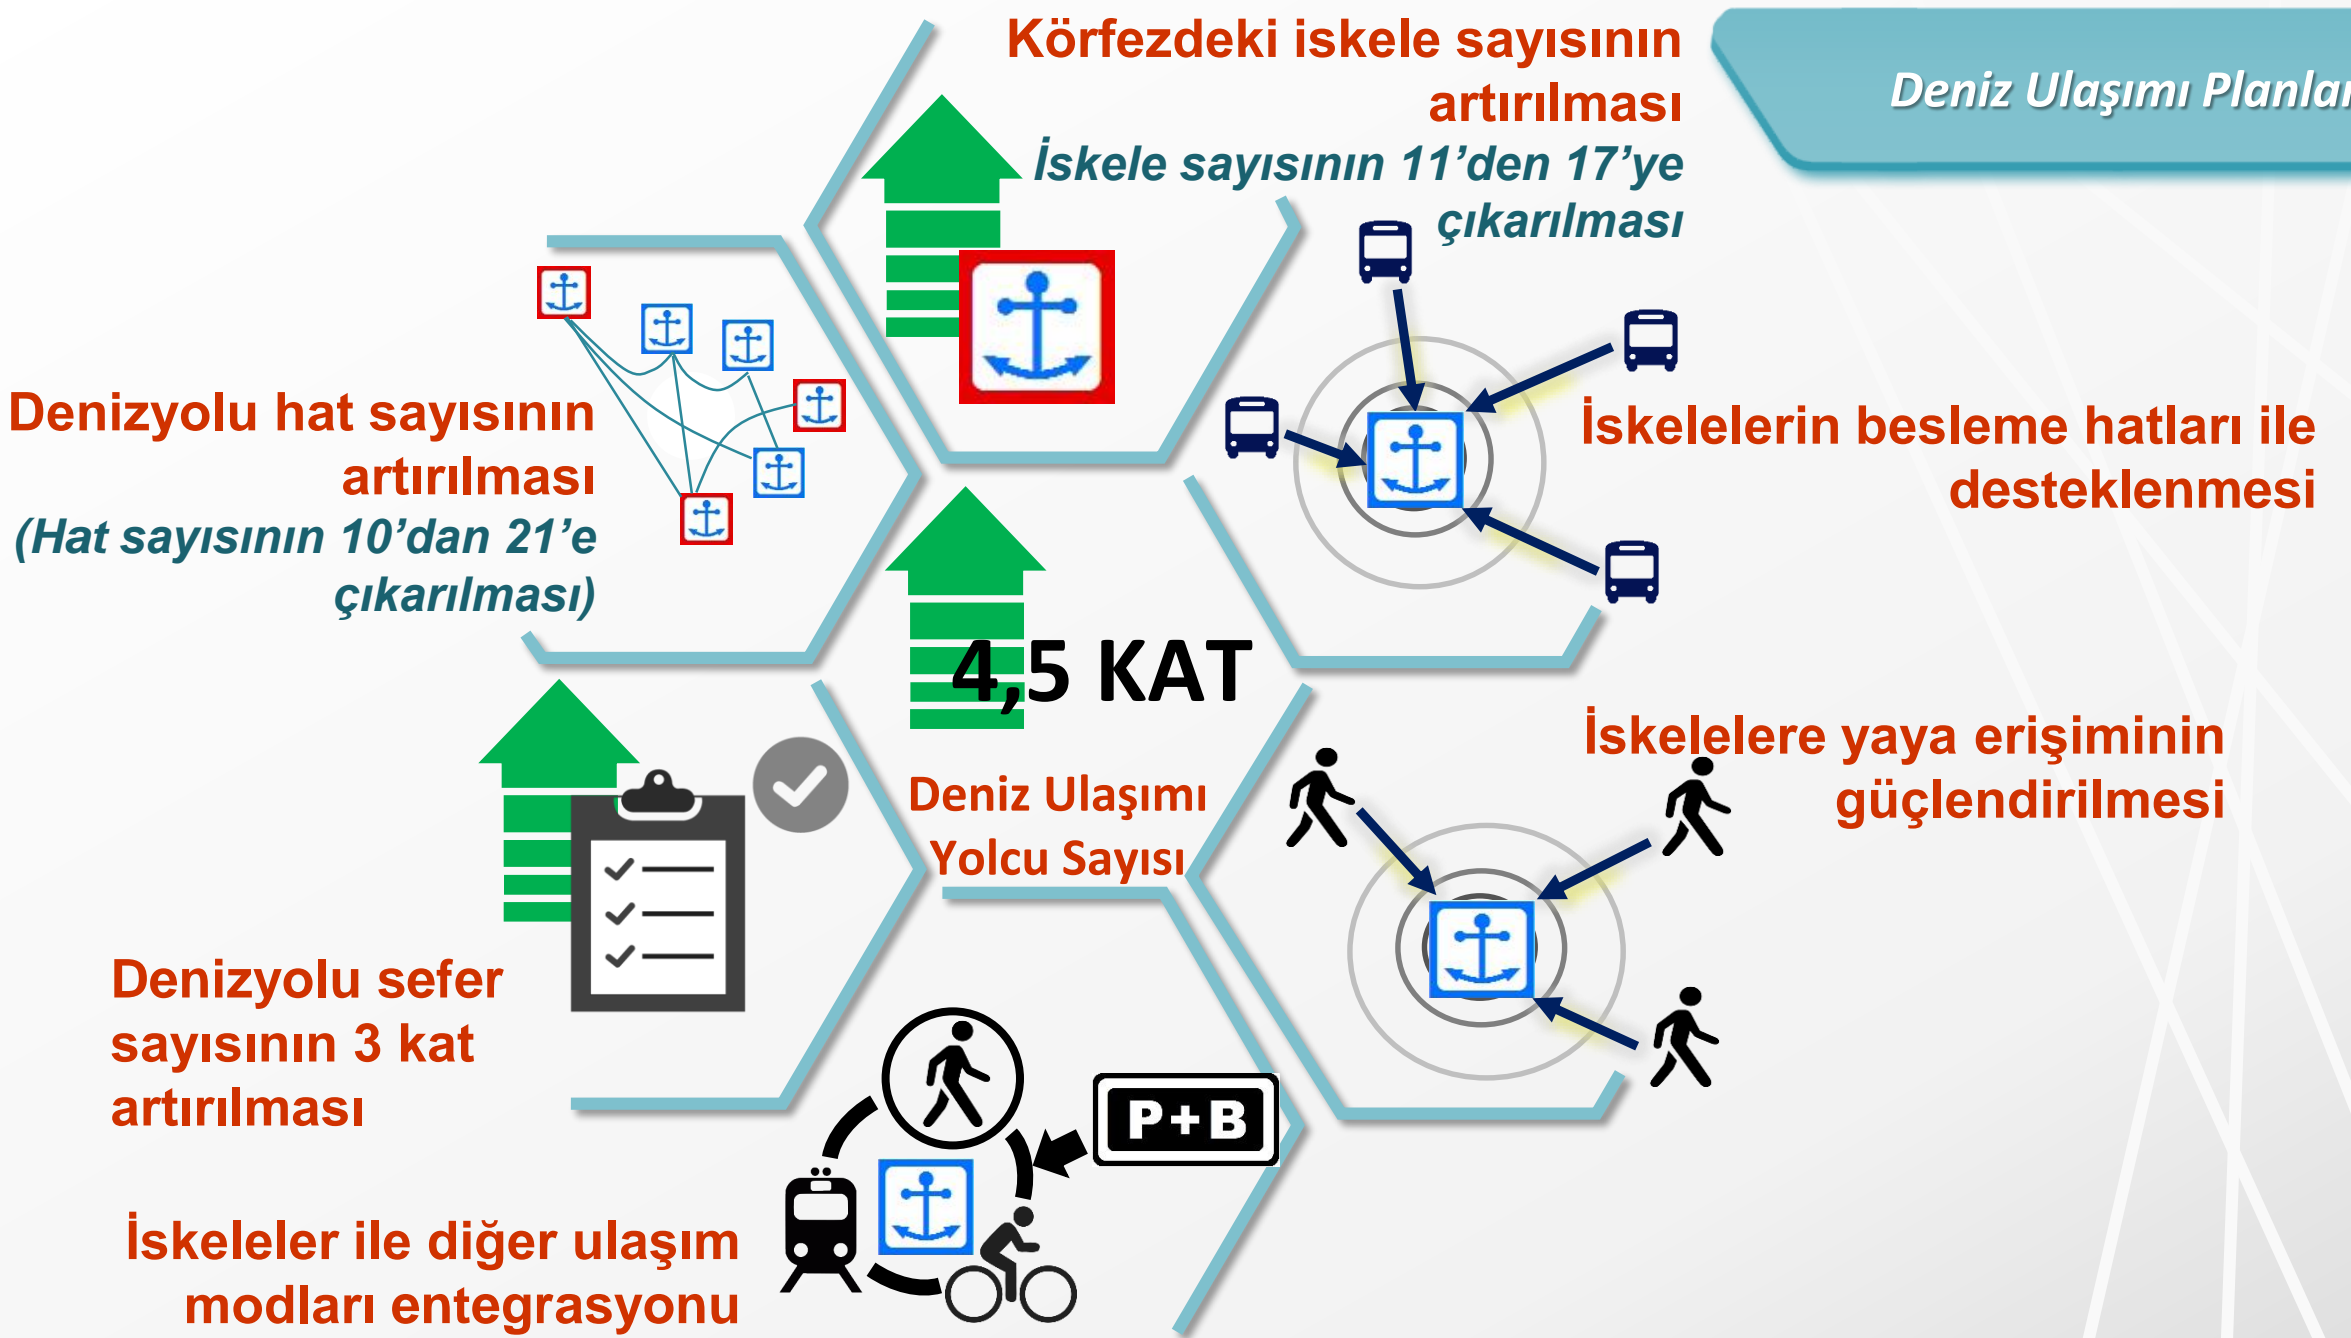 Deniz Ulaşımı Planlar
Körfezdeki iskele sayısının
artırılması
İskele sayısının 11’den 17’ye
çıkarılması
Denizyolu hat sayısının
artırılması
(Hat sayısının 10’dan 21’e
çıkarılması)
İskelelerin besleme hatları ile
desteklenmesi
4,5 KAT
Deniz Ulaşımı
Yolcu Sayısı
İskelelere yaya erişiminin
güçlendirilmesi
Denizyolu sefer
sayısının 3 kat
artırılması
P+B
İskeleler ile diğer ulaşım
modları entegrasyonu